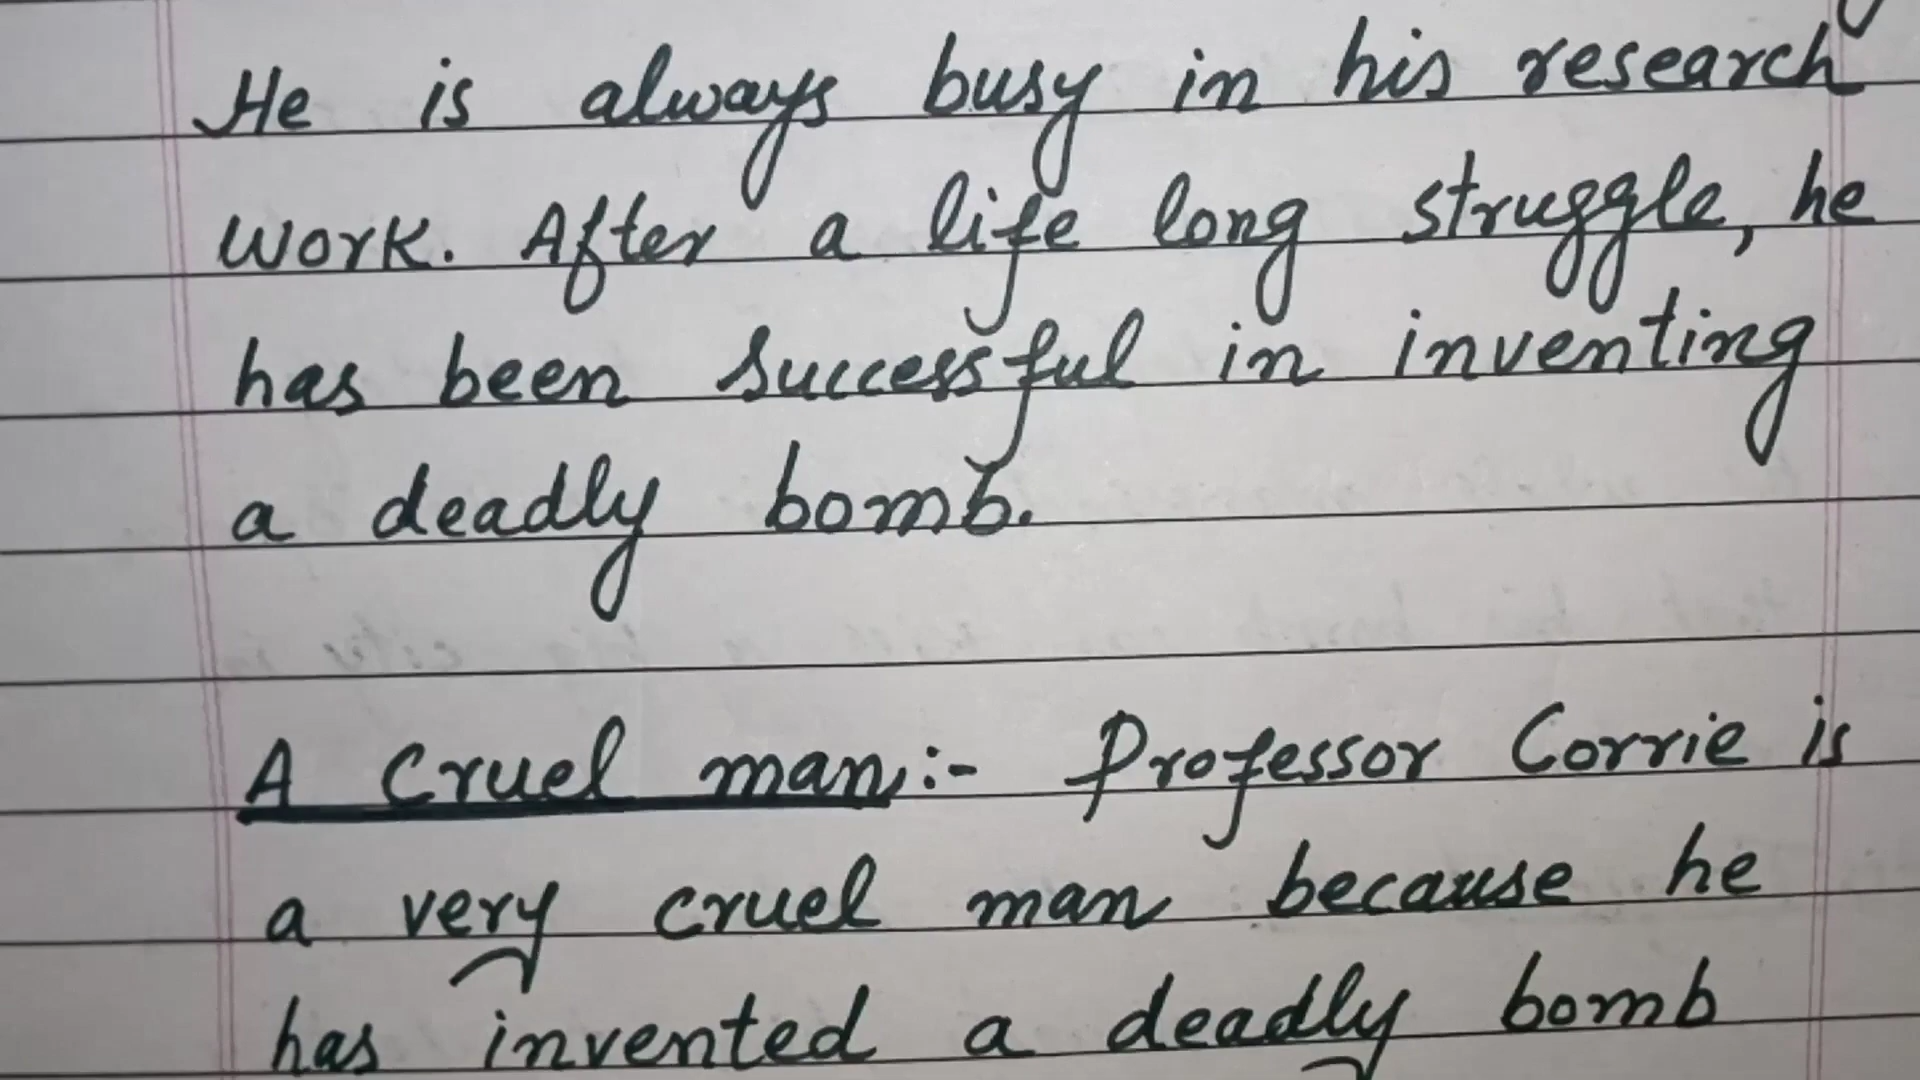 He is always busy in his research
work. After a life long struggle, he
has been successful in inventing
a deadly bomb.
A Cruel man:- Professor Corrie is
a very cruel man because he
has invented a deadly bomb